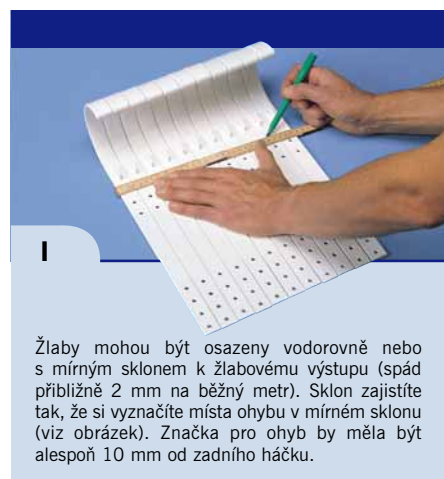 I
Žlaby mohou být osazeny vodorovně nebo
s mírným sklonem k žlabovému výstupu (spád
přibližně 2 mm na běžný metr). Sklon zajistíte
tak, že si vyznačíte místa ohybu v mírném sklonu
(viz obrázek). Značka pro ohyb by měla být
alespoň 10 mm od zadního háčku.